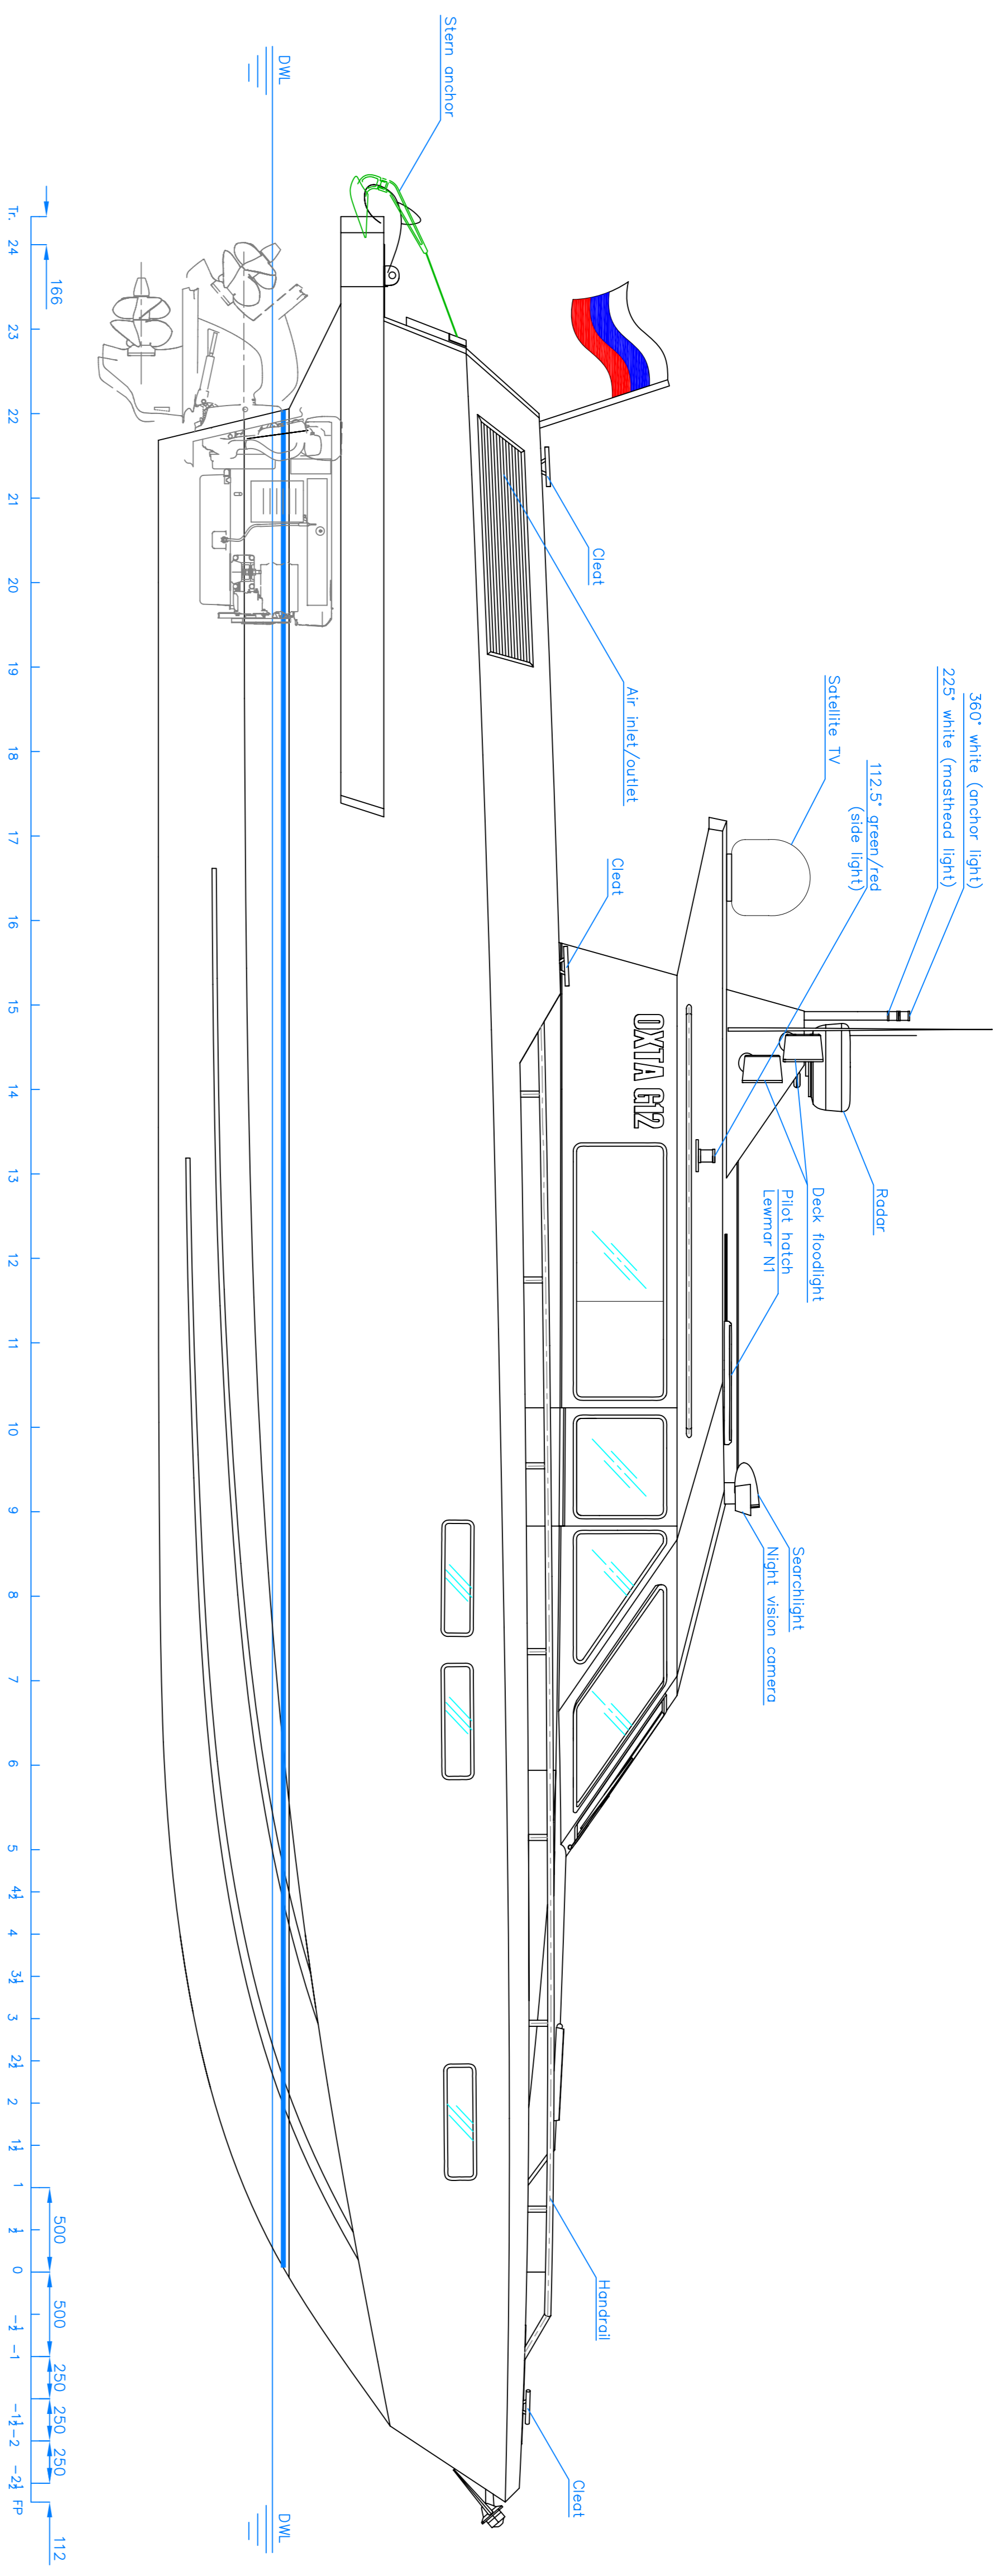 360° white (anchor light)
225° white (masthead light)
112.5° green/red
(side light)
Radar
Satellite TV
Deck floodlight
Pilot hatch
Lewmar N1
Searchlight
Night vision camera
OXTA G12
Air inlet/outlet
Cleat
Cleat
Handrail
Cleat
Stern anchor
DWL
DWL
166
500
500
250
250
250
112
Tr. 24 23 22 21 20 19 18 17 16 15 14 13 12 11 10 9 8 7 6 5 4½ 4 3½ 3 2½ 2 1½ 1 ½ 0 -½ -1 -1½ -2 -2½ FP